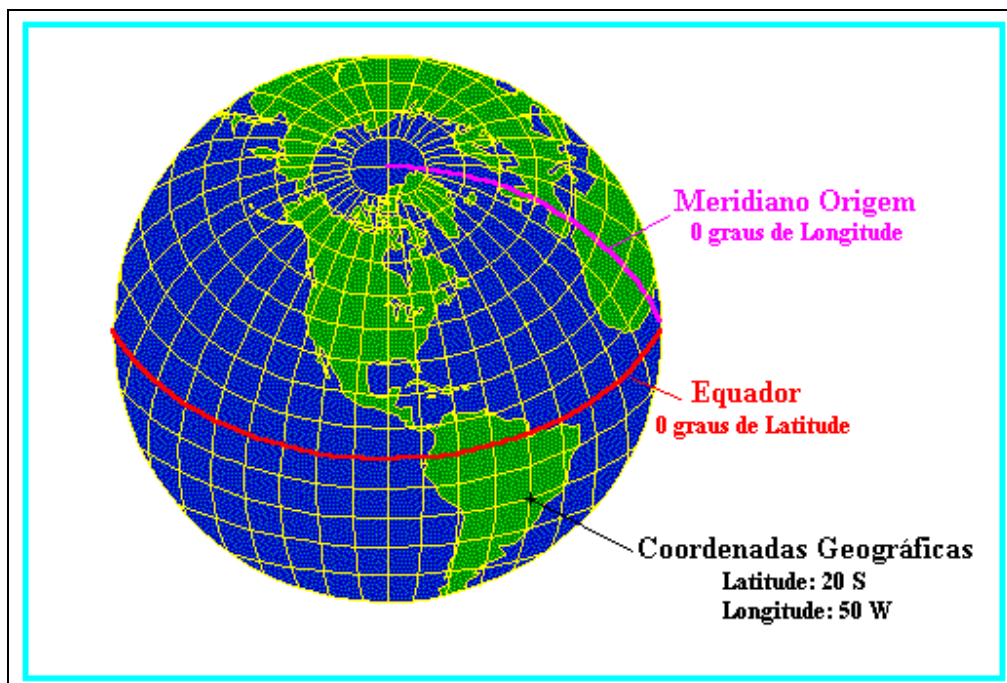 Meridiano Origem
0 graus de Longitude
Equador
0 graus de Latitude
Coordenadas Geográficas
Latitude: 20 S
Longitude: 50 W